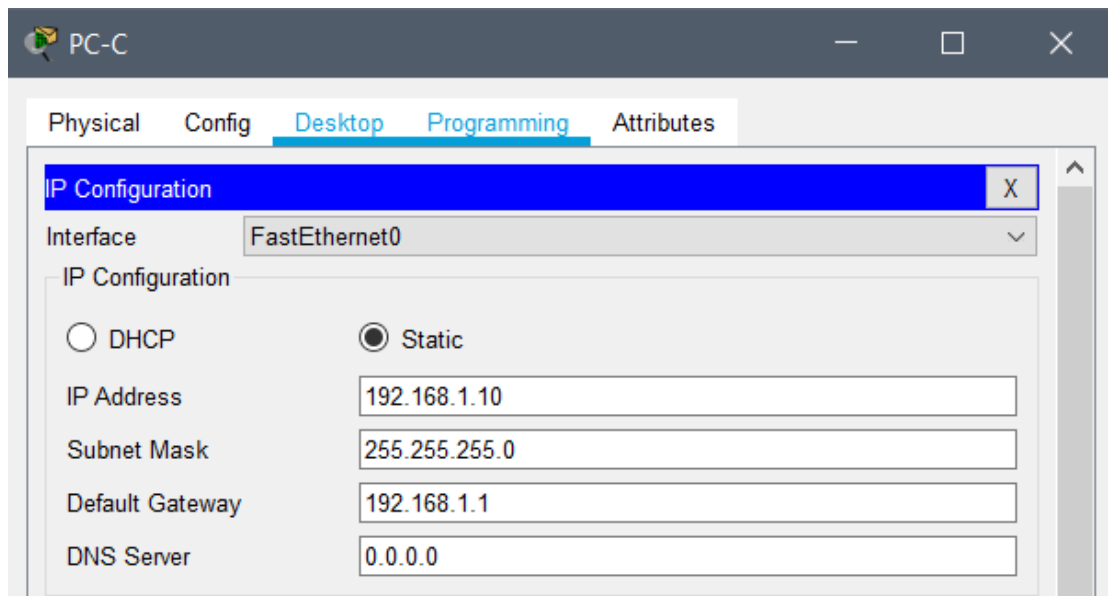 PC-C
Physical Config Desktop Programming Attributes
IP Configuration X
Interface FastEthernet0
IP Configuration
DHCP Static
IP Address 192.168.1.10
Subnet Mask 255.255.255.0
Default Gateway 192.168.1.1
DNS Server 0.0.0.0